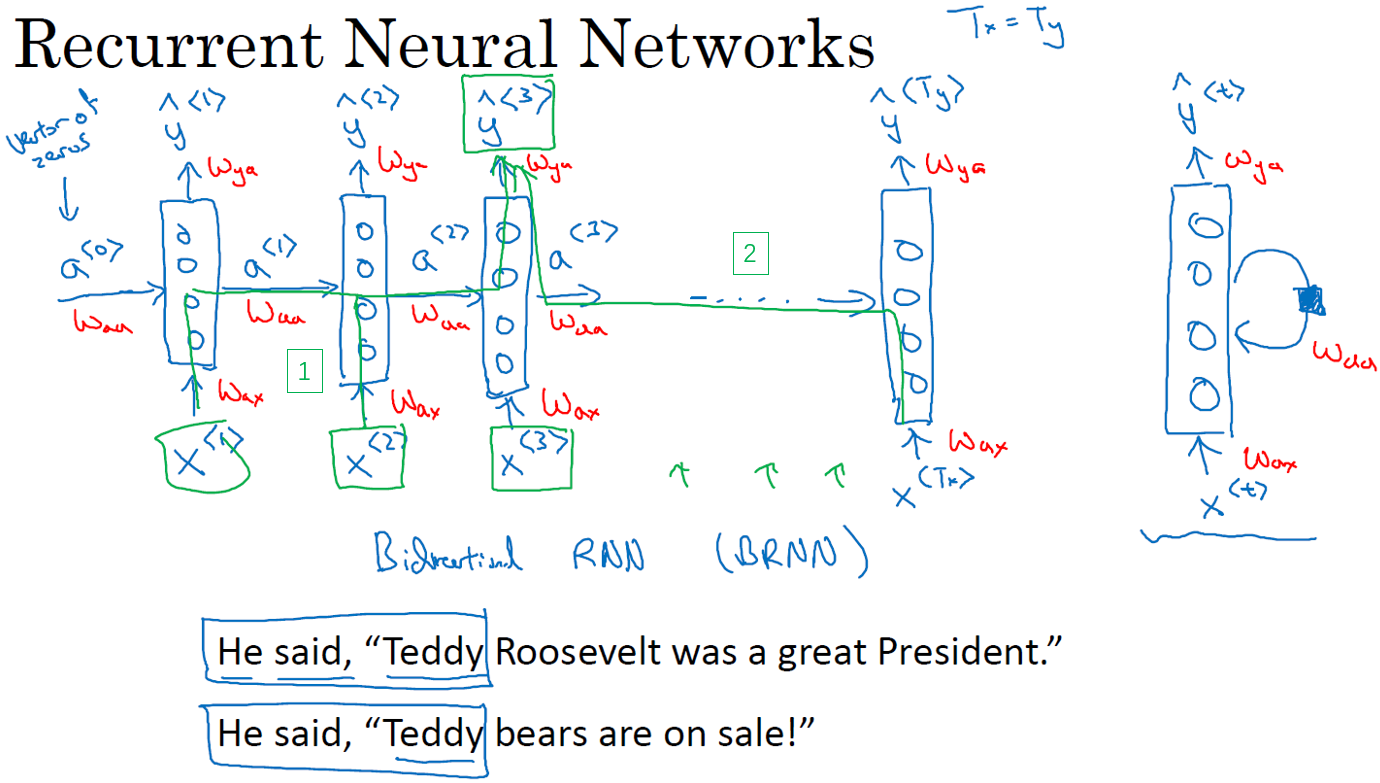 Recurrent Neural Networks
Tx = Ty
vector of zeros
ŷ<1> ŷ<2> ŷ<3> ŷ<Ty> ŷ<t>
Wya Wya Wya Wya Wya
a<0> a<1> a<2> a<3> 2
Waa Waa Waa Waa Waa
1
Wax Wax Wax Wax Wax
x<1> x<2> x<3> x<Tx> x<t>
Bidirectional RNN (BRNN)
He said, “Teddy Roosevelt was a great President.”
He said, “Teddy bears are on sale!”